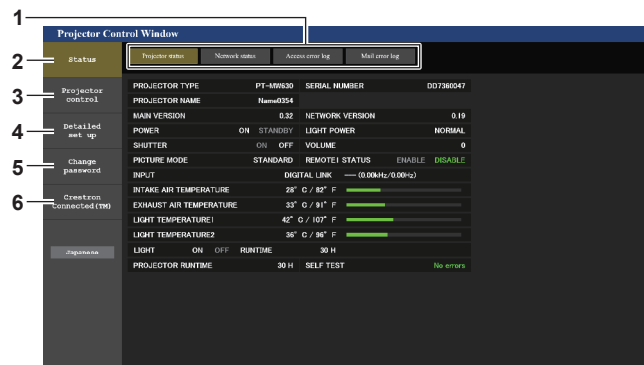 1
Projector Control Window
2
Status
3
Projector control
4
Detailed set up
5
Change password
6
Crestron Connected(TM)
Japanese
Projector status Network status Access error log Mail error log
PROJECTOR TYPE PT-MW630 SERIAL NUMBER DD7360047
PROJECTOR NAME Name0354
MAIN VERSION 0.32 NETWORK VERSION 0.19
POWER ON STANDBY LIGHT POWER NORMAL
SHUTTER ON OFF VOLUME 0
PICTURE MODE STANDARD REMOTE1 STATUS ENABLE DISABLE
INPUT DIGITAL LINK --- (0.00kHz/0.00Hz)
INTAKE AIR TEMPERATURE 28° C / 82° F
EXHAUST AIR TEMPERATURE 33° C / 91° F
LIGHT TEMPERATURE1 42° C / 107° F
LIGHT TEMPERATURE2 36° C / 96° F
LIGHT ON OFF RUNTIME 30 H
PROJECTOR RUNTIME 30 H SELF TEST No errors